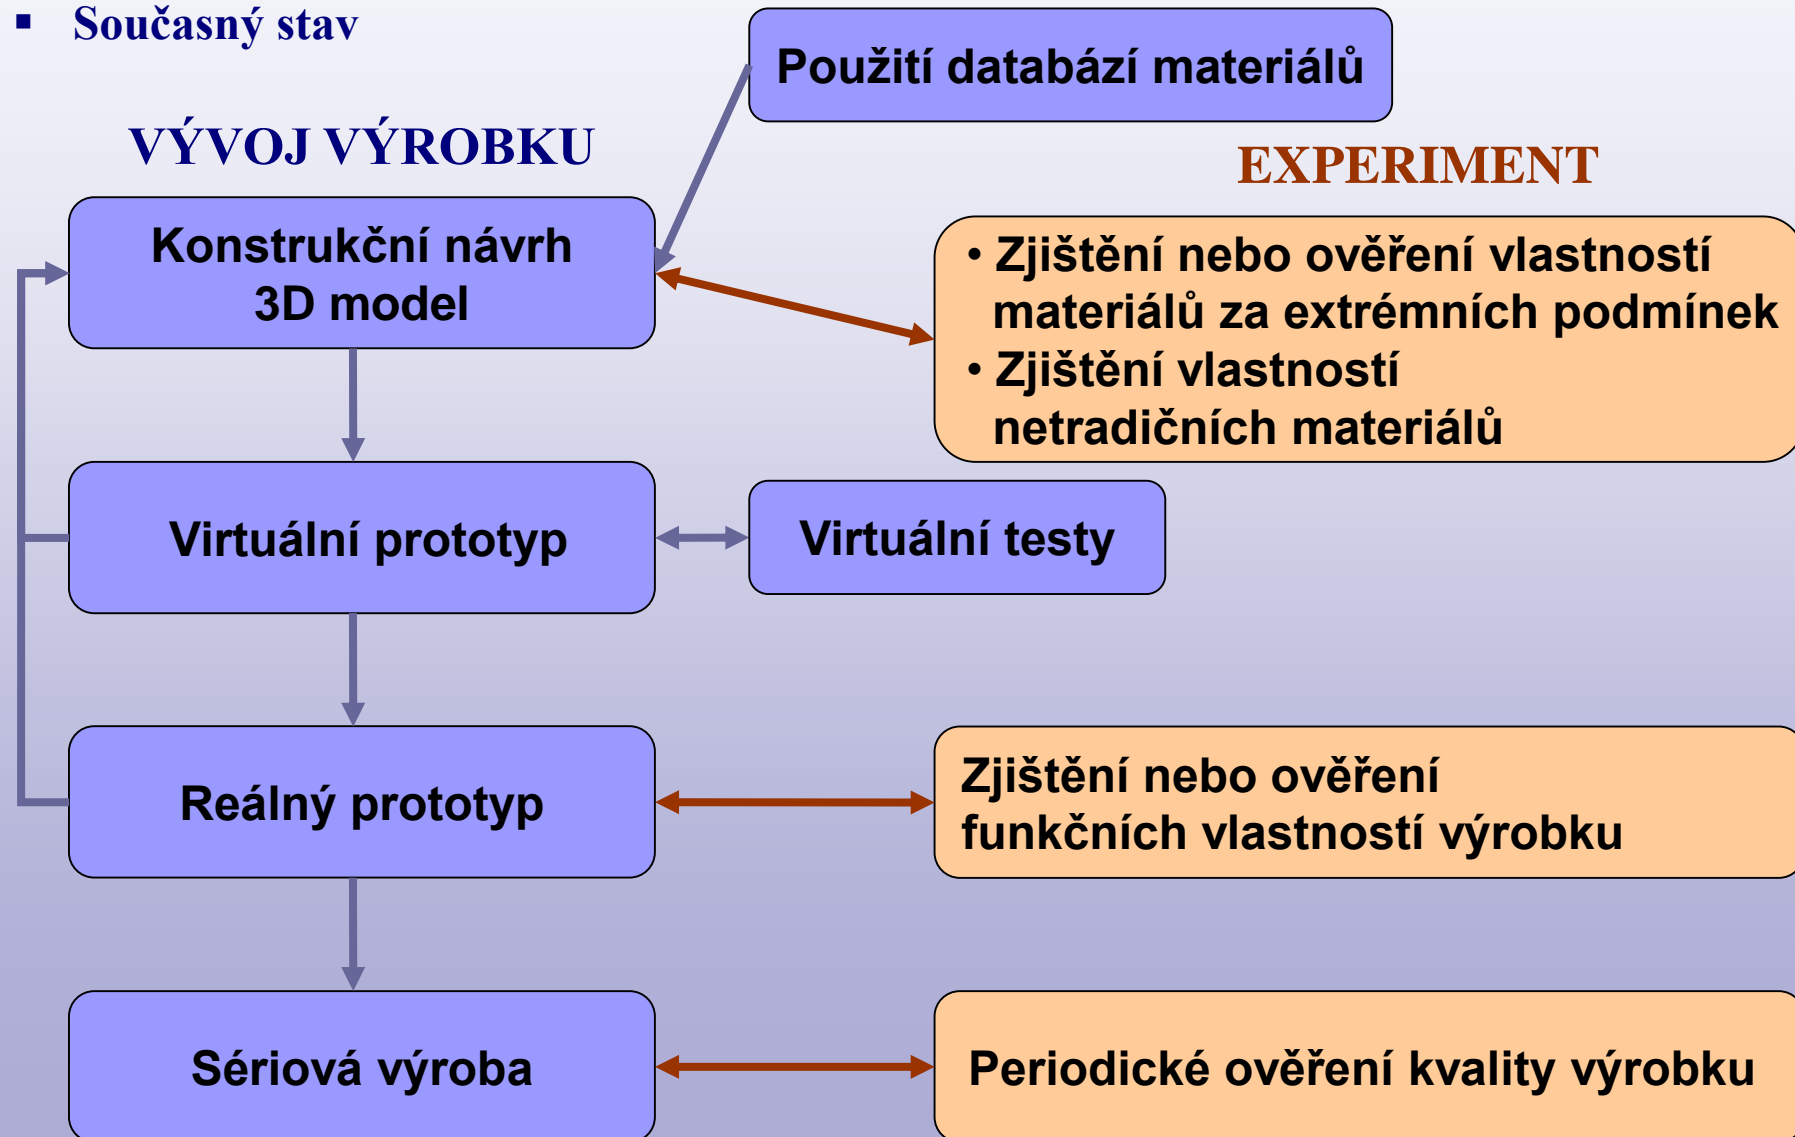 ▪ Současný stav
Použití databází materiálů
VÝVOJ VÝROBKU
EXPERIMENT
Konstrukční návrh
3D model
• Zjištění nebo ověření vlastností
materiálů za extrémních podmínek
• Zjištění vlastností
netradičních materiálů
Virtuální prototyp
Virtuální testy
Reálný prototyp
Zjištění nebo ověření
funkčních vlastností výrobku
Sériová výroba
Periodické ověření kvality výrobku